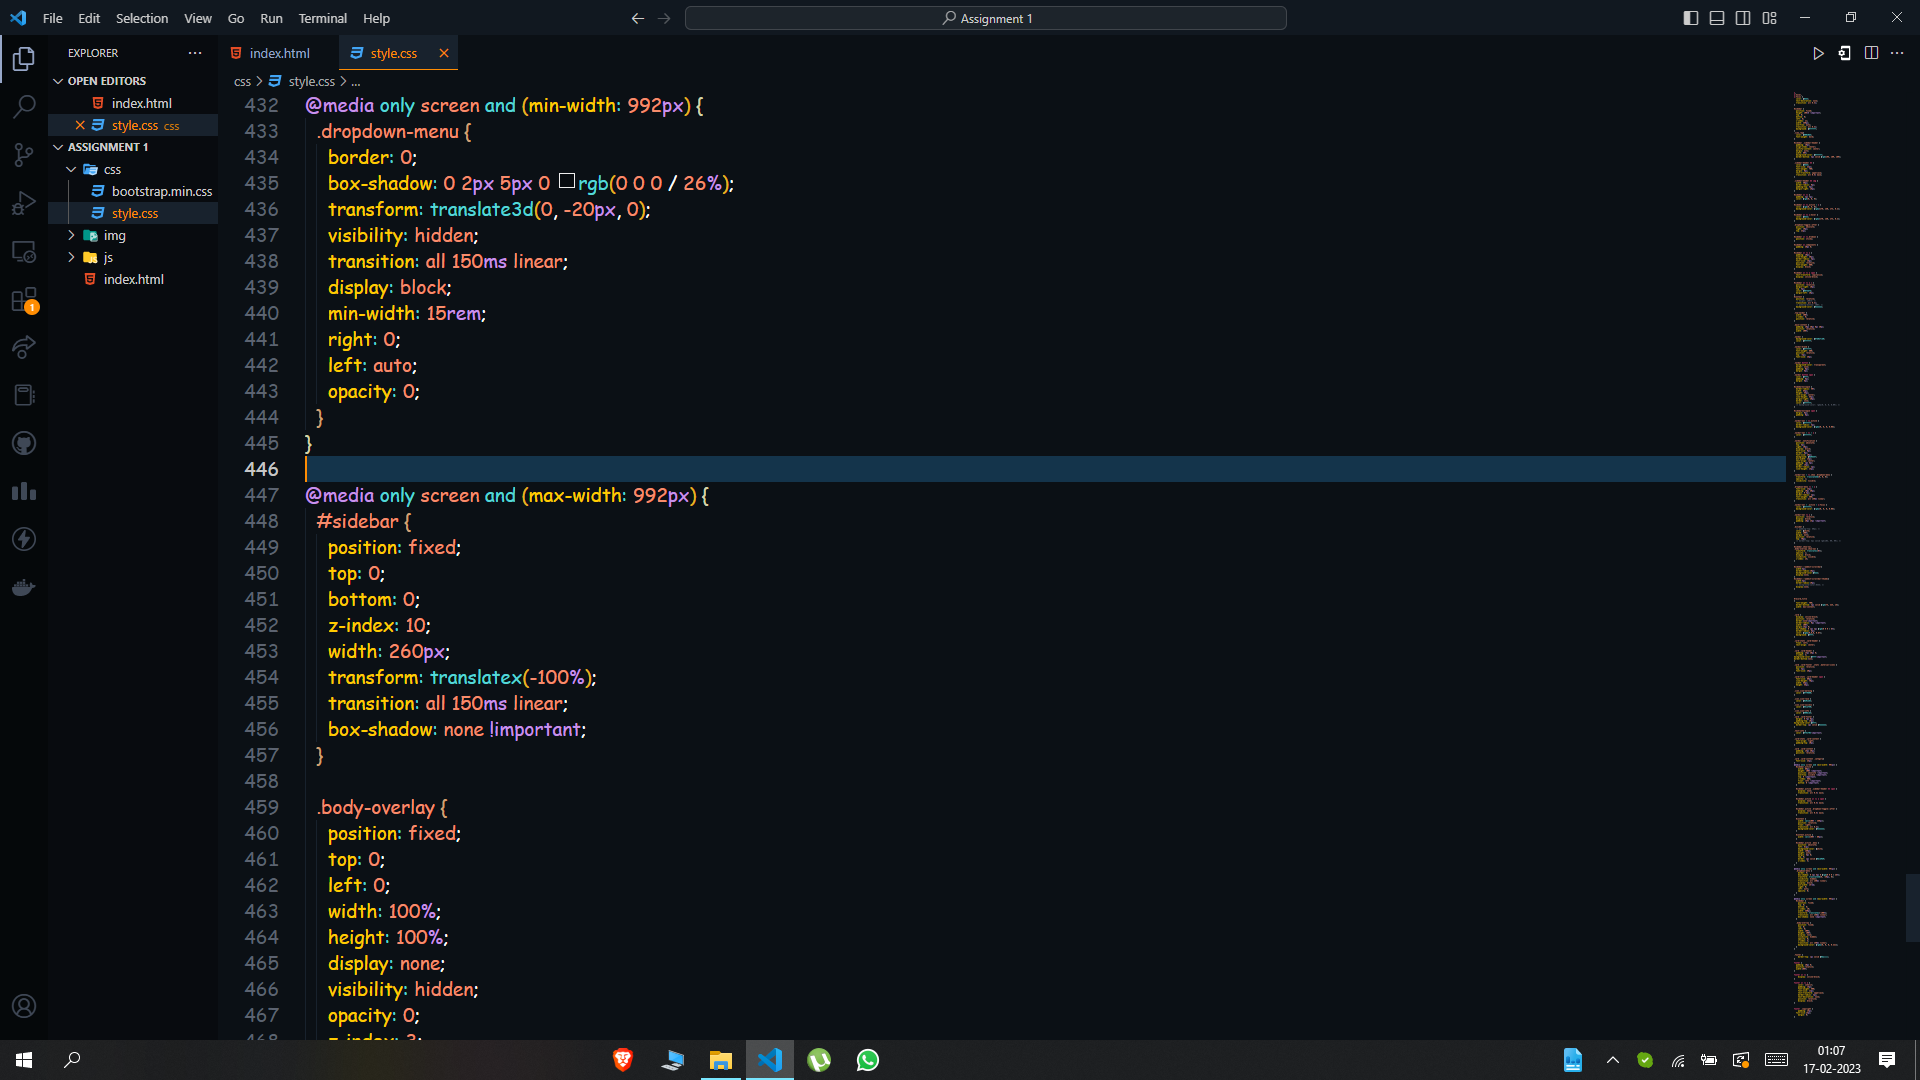 File Edit Selection View Go Run Terminal Help
Assignment 1
EXPLORER
OPEN EDITORS
index.html
style.css css
ASSIGNMENT 1
css
bootstrap.min.css
style.css
img
js
index.html
1
index.html style.css
css > style.css > ...
432 @media only screen and (min-width: 992px) {
433 .dropdown-menu {
434 border: 0;
435 box-shadow: 0 2px 5px 0 rgb(0 0 0 / 26%);
436 transform: translate3d(0, -20px, 0);
437 visibility: hidden;
438 transition: all 150ms linear;
439 display: block;
440 min-width: 15rem;
441 right: 0;
442 left: auto;
443 opacity: 0;
444 }
445 }
446
447 @media only screen and (max-width: 992px) {
448 #sidebar {
449 position: fixed;
450 top: 0;
451 bottom: 0;
452 z-index: 10;
453 width: 260px;
454 transform: translatex(-100%);
455 transition: all 150ms linear;
456 box-shadow: none !important;
457 }
458
459 .body-overlay {
460 position: fixed;
461 top: 0;
462 left: 0;
463 width: 100%;
464 height: 100%;
465 display: none;
466 visibility: hidden;
467 opacity: 0;
468 z-index: 3;
01:07
17-02-2023